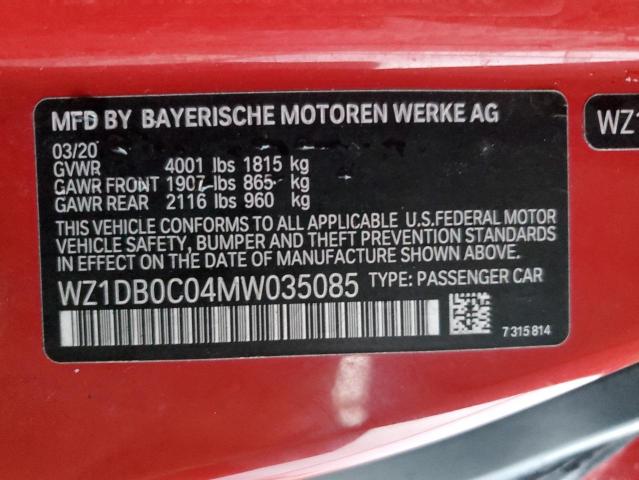 MFD BY BAYERISCHE MOTOREN WERKE AG
03/20
GVWR 4001 lbs 1815 kg
GAWR FRONT 1907 lbs 865 kg
GAWR REAR 2116 lbs 960 kg
THIS VEHICLE CONFORMS TO ALL APPLICABLE U.S.FEDERAL MOTOR
VEHICLE SAFETY, BUMPER AND THEFT PREVENTION STANDARDS
IN EFFECT ON THE DATE OF MANUFACTURE SHOWN ABOVE.
WZ1DB0C04MW035085 TYPE: PASSENGER CAR
7 315 814
WZ1